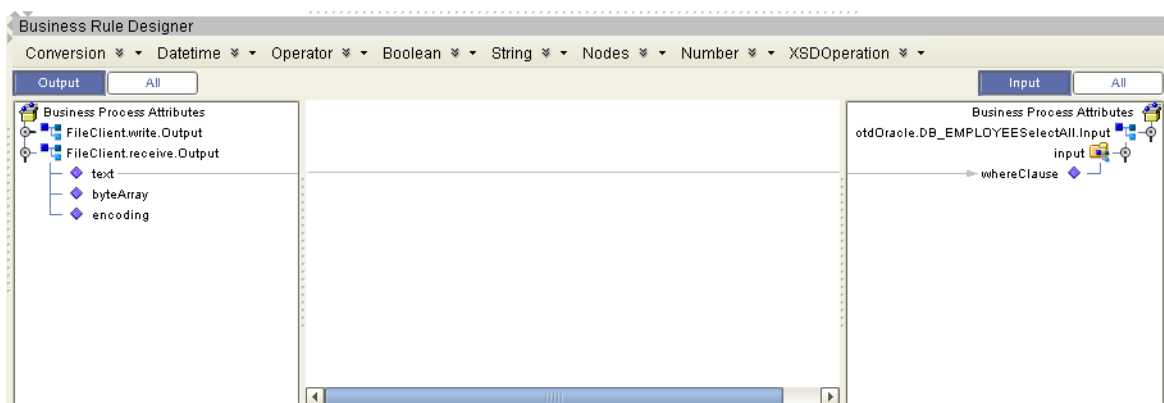 Business Rule Designer
Conversion Datetime Operator Boolean String Nodes Number XSDOperation
Output All Input All
Business Process Attributes
FileClient.write.Output
FileClient.receive.Output
text
byteArray
encoding
Business Process Attributes
otdOracle.DB_EMPLOYEESelectAll.Input
input
whereClause